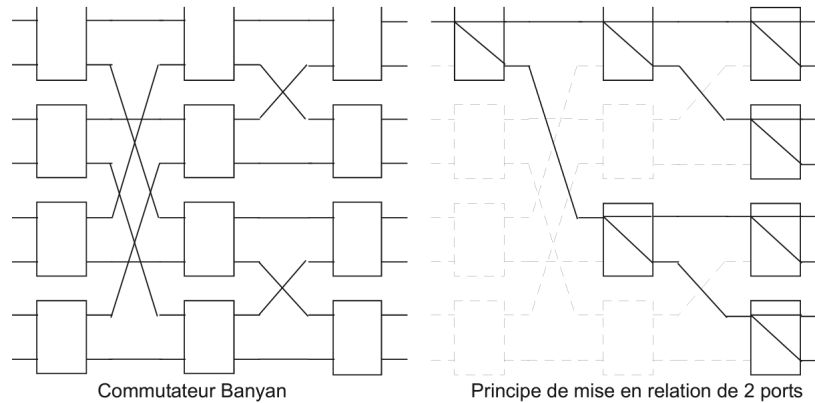 Commutateur Banyan
Principe de mise en relation de 2 ports